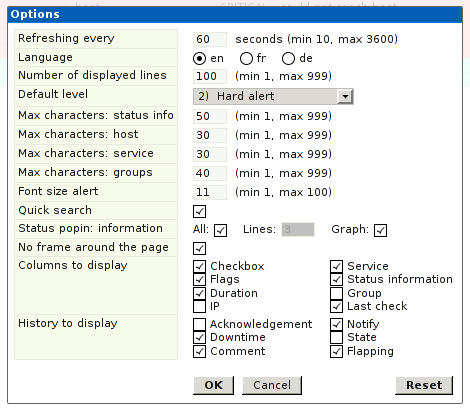 CRITICAL - could not reach host
Options
Refreshing every 60 seconds (min 10, max 3600)
Language en fr de
Number of displayed lines 100 (min 1, max 999)
Default level 2) Hard alert
Max characters: status info 50 (min 1, max 999)
Max characters: host 30 (min 1, max 999)
Max characters: service 30 (min 1, max 999)
Max characters: groups 40 (min 1, max 999)
Font size alert 11 (min 1, max 100)
Quick search
Status popin: information All: Lines: 3 Graph:
No frame around the page
Columns to display Checkbox Service
Flags Status information
Duration Group
IP Last check
History to display Acknowledgement Notify
Downtime State
Comment Flapping
OK Cancel Reset